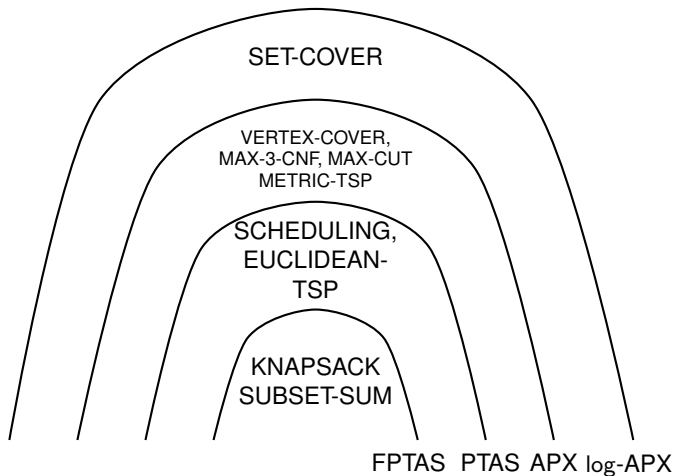 SET-COVER
VERTEX-COVER,
MAX-3-CNF, MAX-CUT
METRIC-TSP
SCHEDULING,
EUCLIDEAN-
TSP
KNAPSACK
SUBSET-SUM
FPTAS PTAS APX log-APX